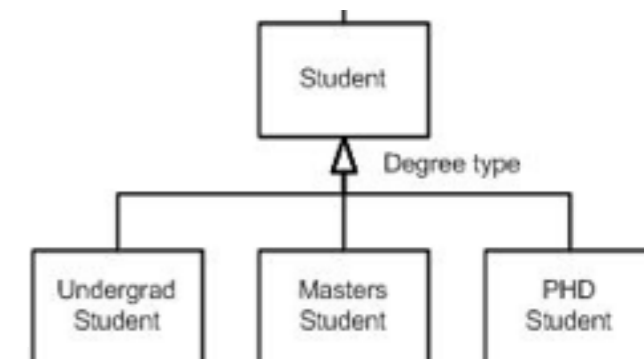 Student
Degree type
Undergrad
Student
Masters
Student
PHD
Student